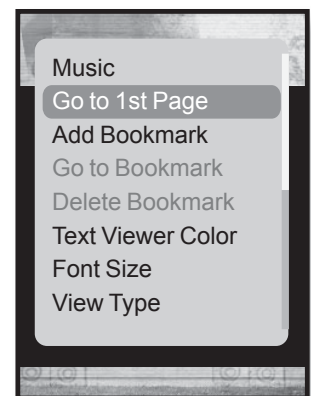 Music
Go to 1st Page
Add Bookmark
Go to Bookmark
Delete Bookmark
Text Viewer Color
Font Size
View Type